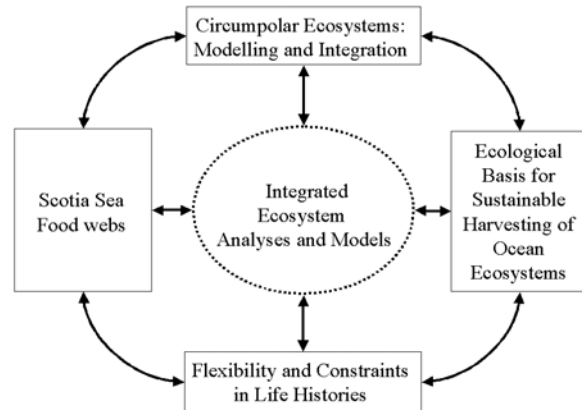 Circumpolar Ecosystems:
Modelling and Integration
Scotia Sea
Food webs
Integrated
Ecosystem
Analyses and Models
Ecological
Basis for
Sustainable
Harvesting of
Ocean
Ecosystems
Flexibility and Constraints
in Life Histories